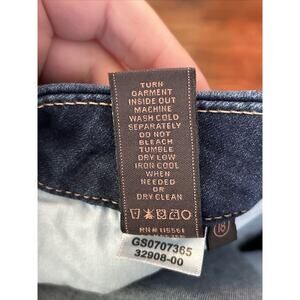 TURN
GARMENT
INSIDE OUT
MACHINE
WASH COLD
SEPARATELY
DO NOT
BLEACH
TUMBLE
DRY LOW
IRON COOL
WHEN
NEEDED
OR
DRY CLEAN
RN# 115561
GS0707365
32908-00
16